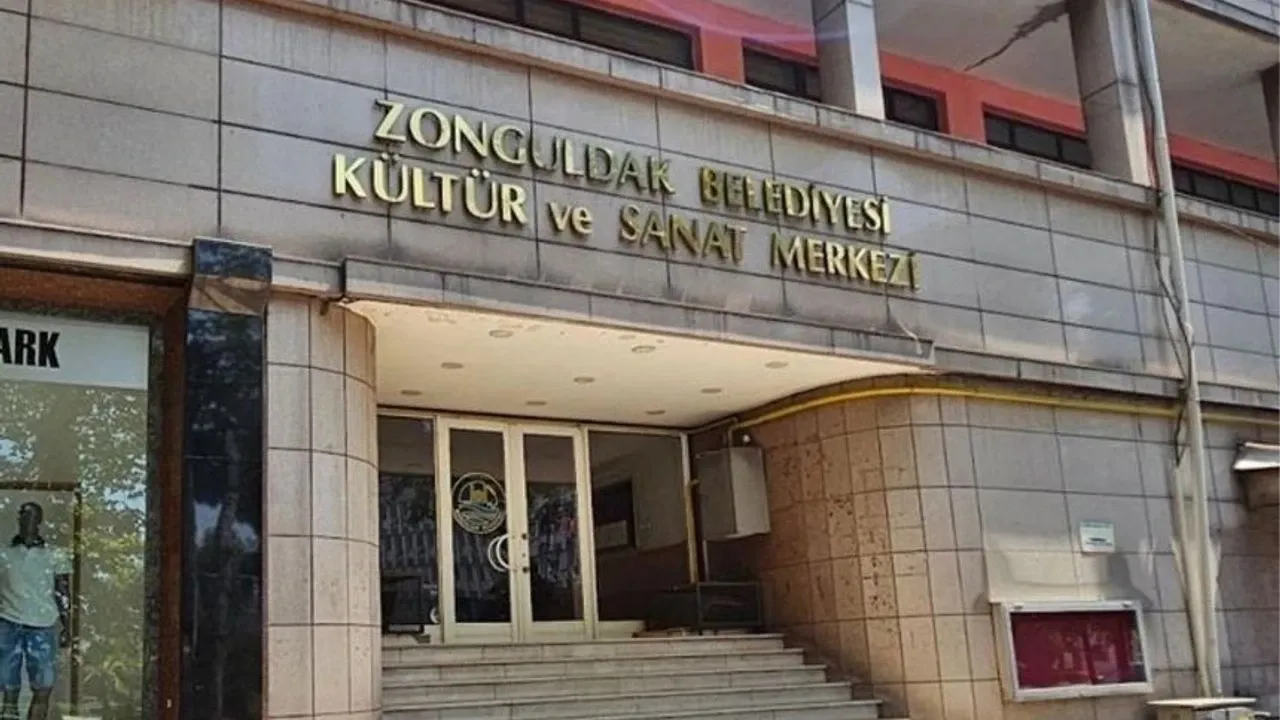 ZONGULDAK BELEDİYESİ
KÜLTÜR ve SANAT MERKEZİ
ARK